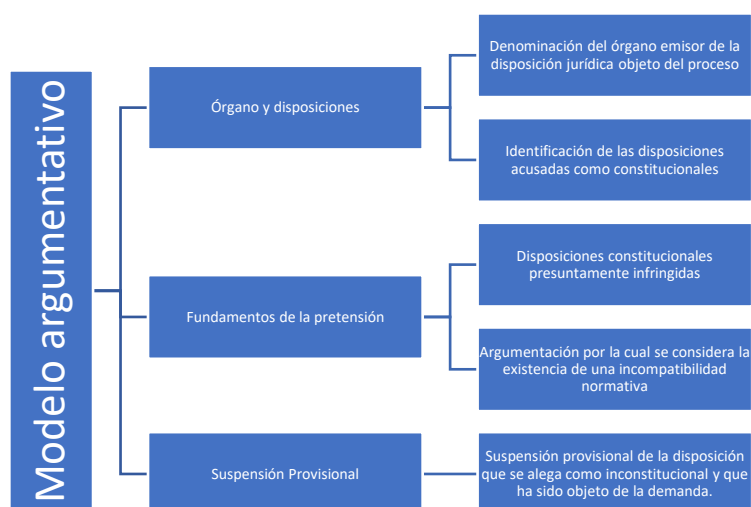 Modelo argumentativo
Órgano y disposiciones
Denominación del órgano emisor de la
disposición jurídica objeto del proceso
Identificación de las disposiciones
acusadas como constitucionales
Fundamentos de la pretensión
Disposiciones constitucionales
presuntamente infringidas
Argumentación por la cual se considera la
existencia de una incompatibilidad
normativa
Suspensión Provisional
Suspensión provisional de la disposición
que se alega como inconstitucional y que
ha sido objeto de la demanda.